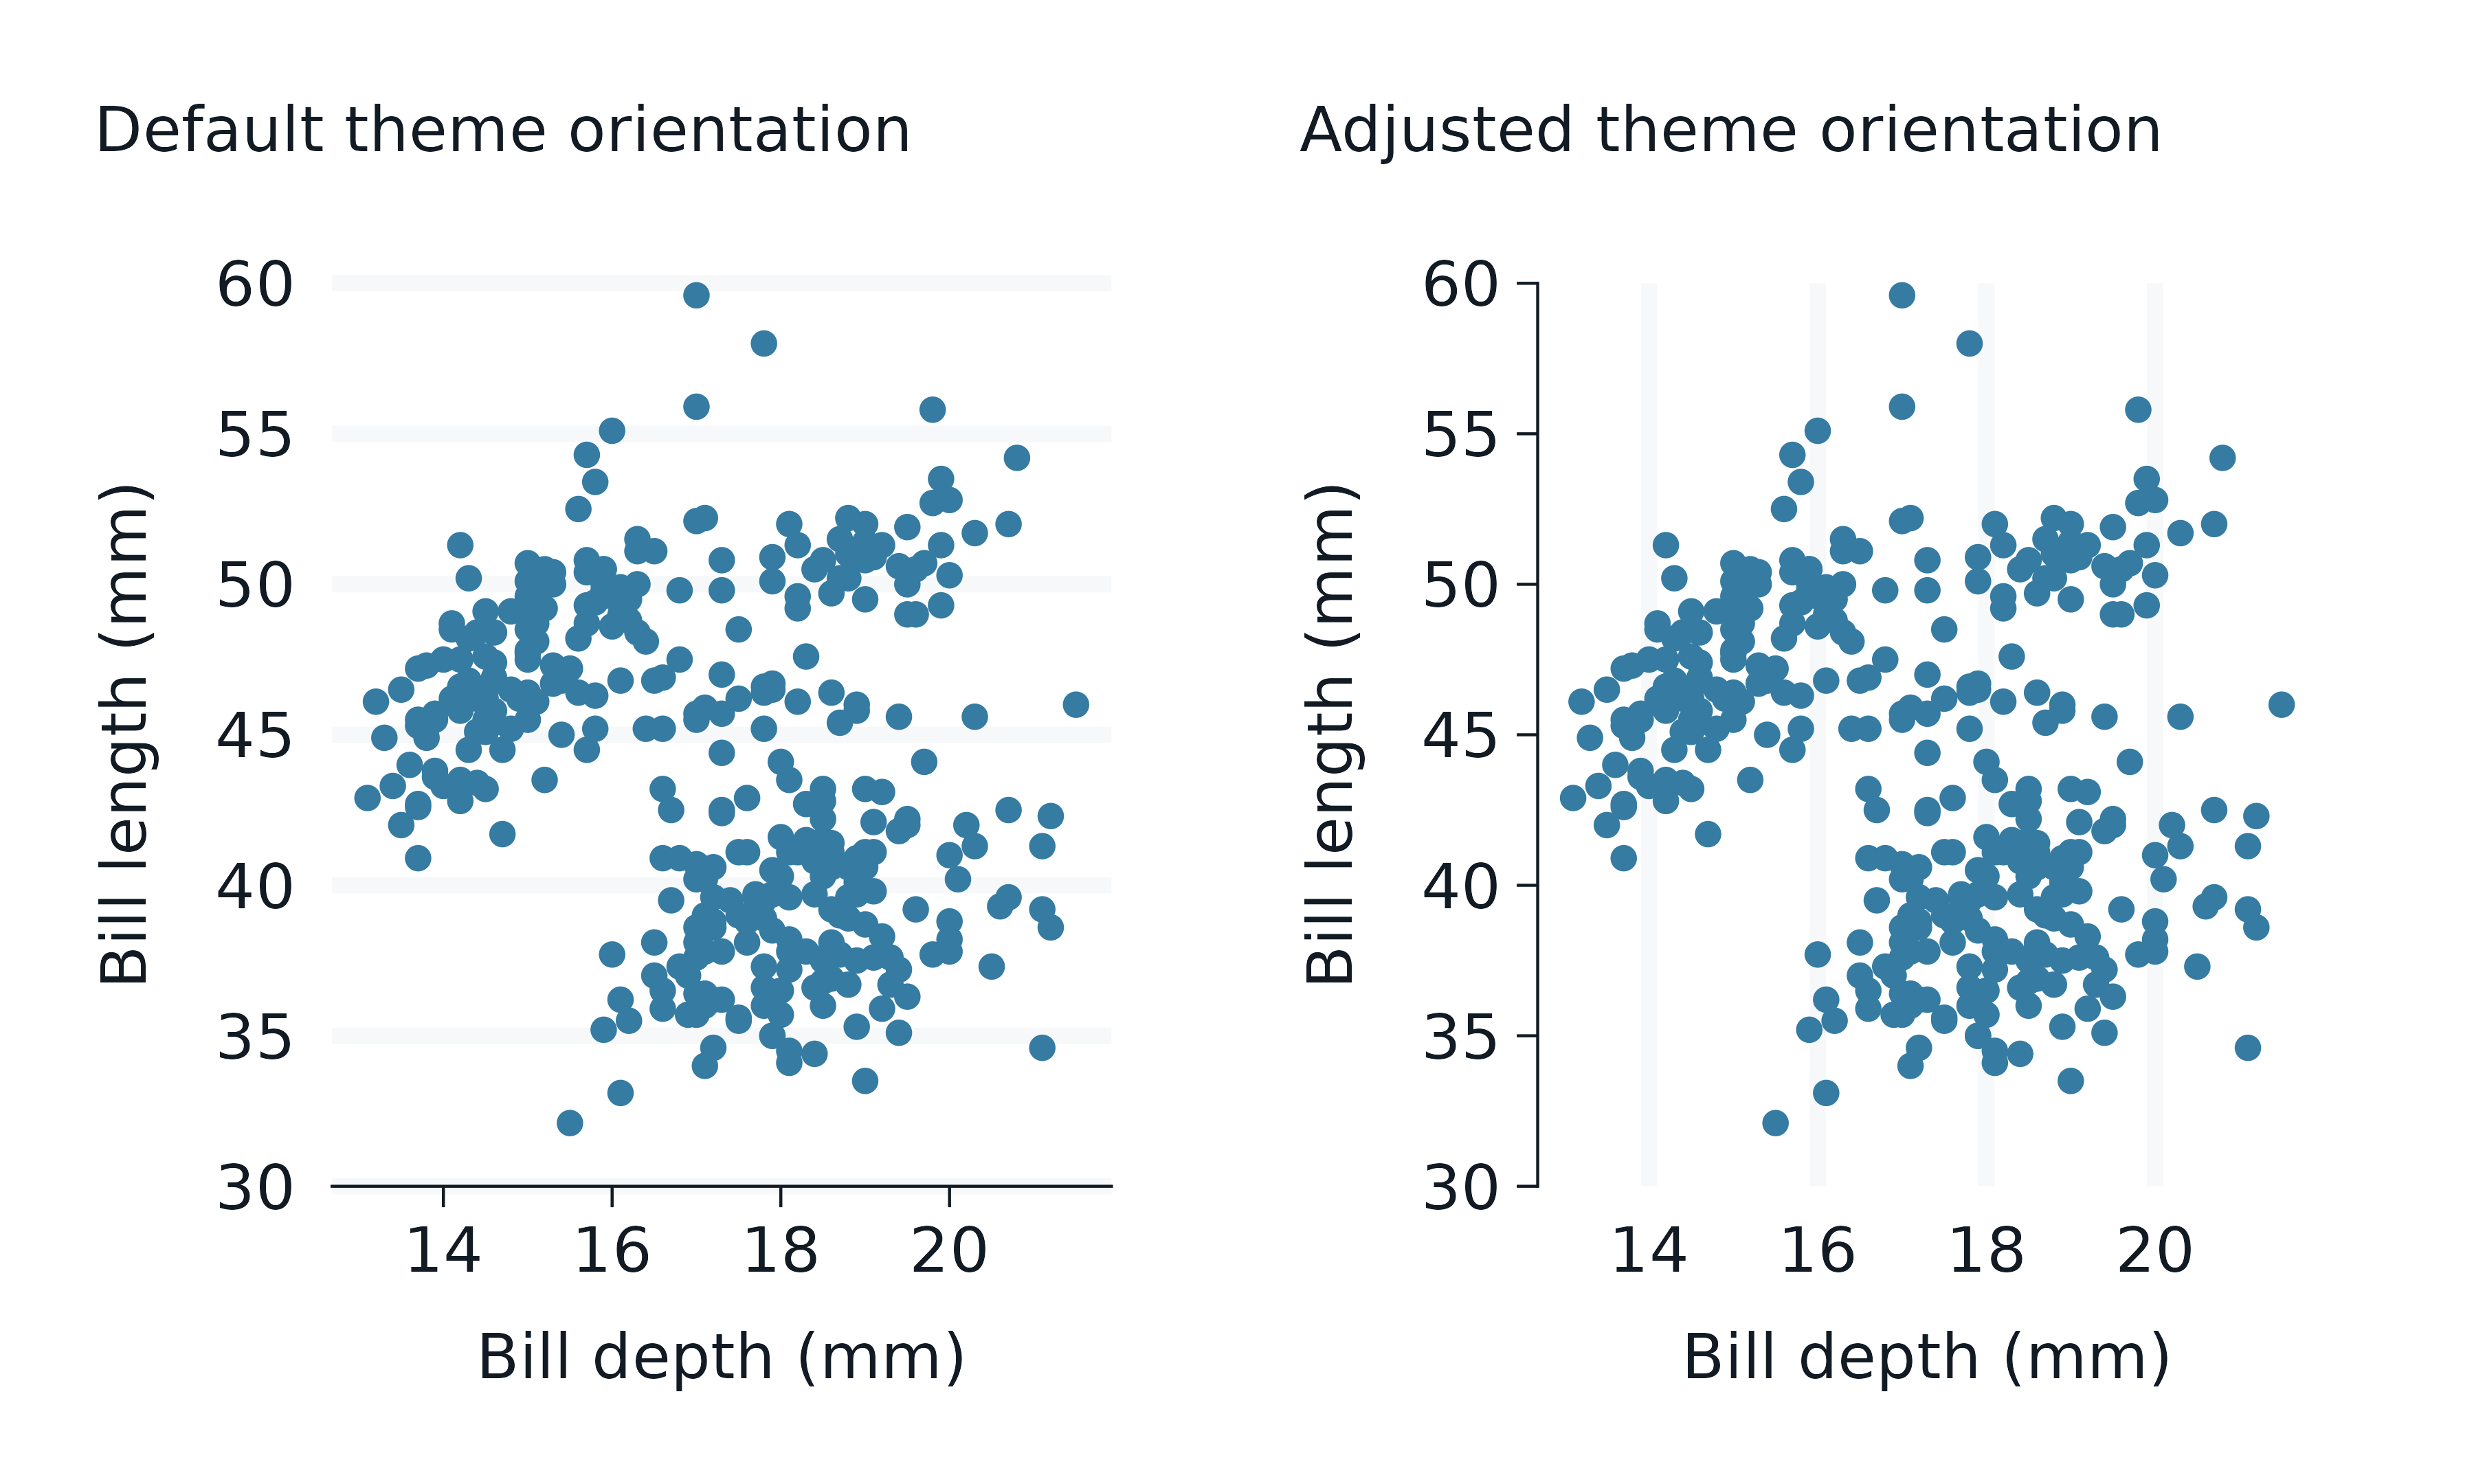 Default theme orientation
60
55
50
45
40
35
30
14 16 18 20
Bill length (mm)
Bill depth (mm)
Adjusted theme orientation
60
55
50
45
40
35
30
14 16 18 20
Bill length (mm)
Bill depth (mm)